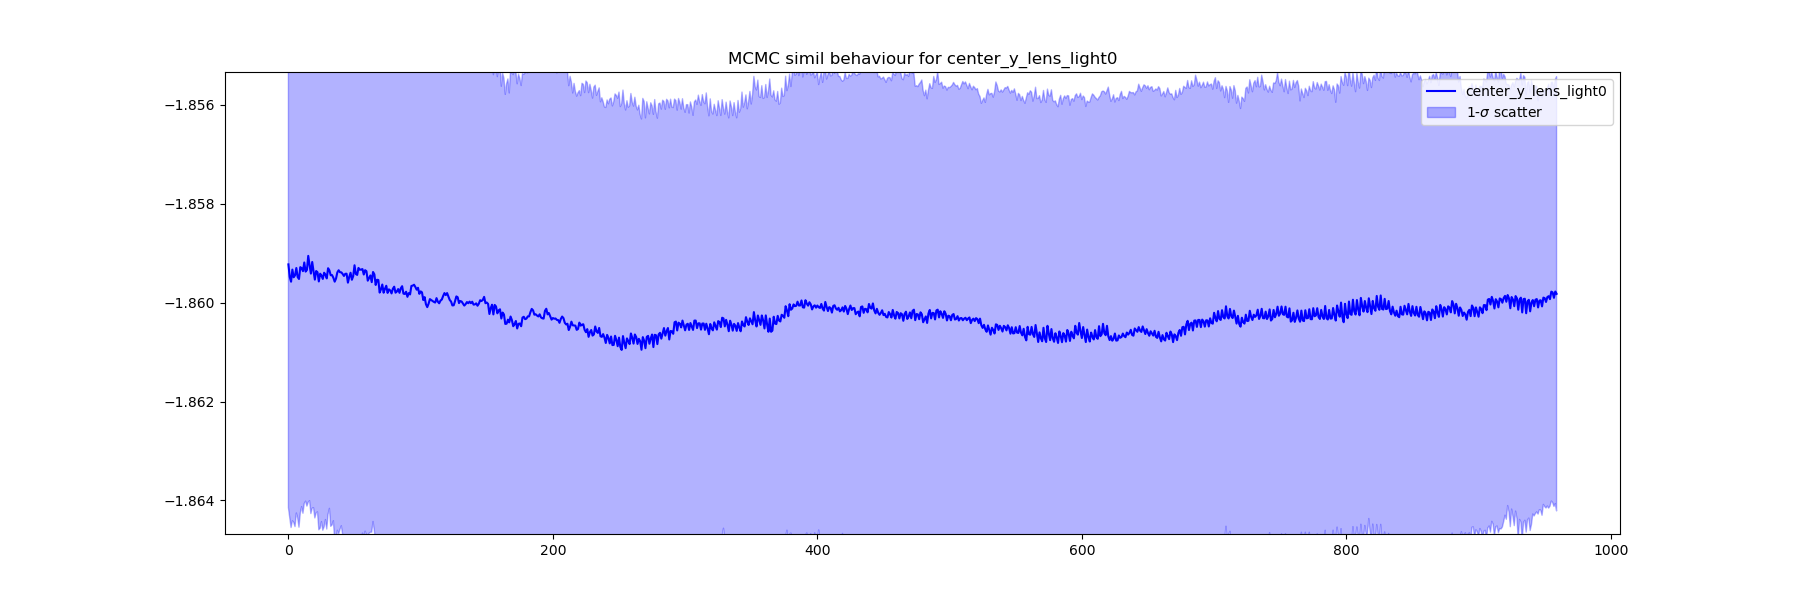 MCMC simil behaviour for center_y_lens_light0
−1.856
−1.858
−1.860
−1.862
−1.864
center_y_lens_light0
1-σ scatter
0 200 400 600 800 1000